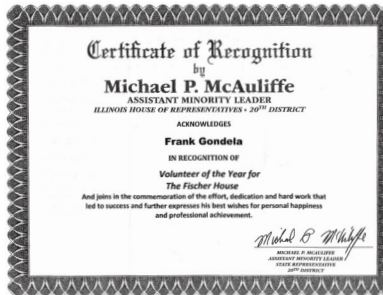 Certificate of Recognition
by
Michael P. McAuliffe
ASSISTANT MINORITY LEADER
ILLINOIS HOUSE OF REPRESENTATIVES • 20TH DISTRICT
ACKNOWLEDGES
Frank Gondela
IN RECOGNITION OF
Volunteer of the Year for
The Fischer House
And joins in the commemoration of the effort, dedication and hard work that
led to success and further expresses his best wishes for personal happiness
and professional achievement.
Michael P. McAuliffe
MICHAEL P. MCAULIFFE
ASSISTANT MINORITY LEADER
STATE REPRESENTATIVE
20TH DISTRICT